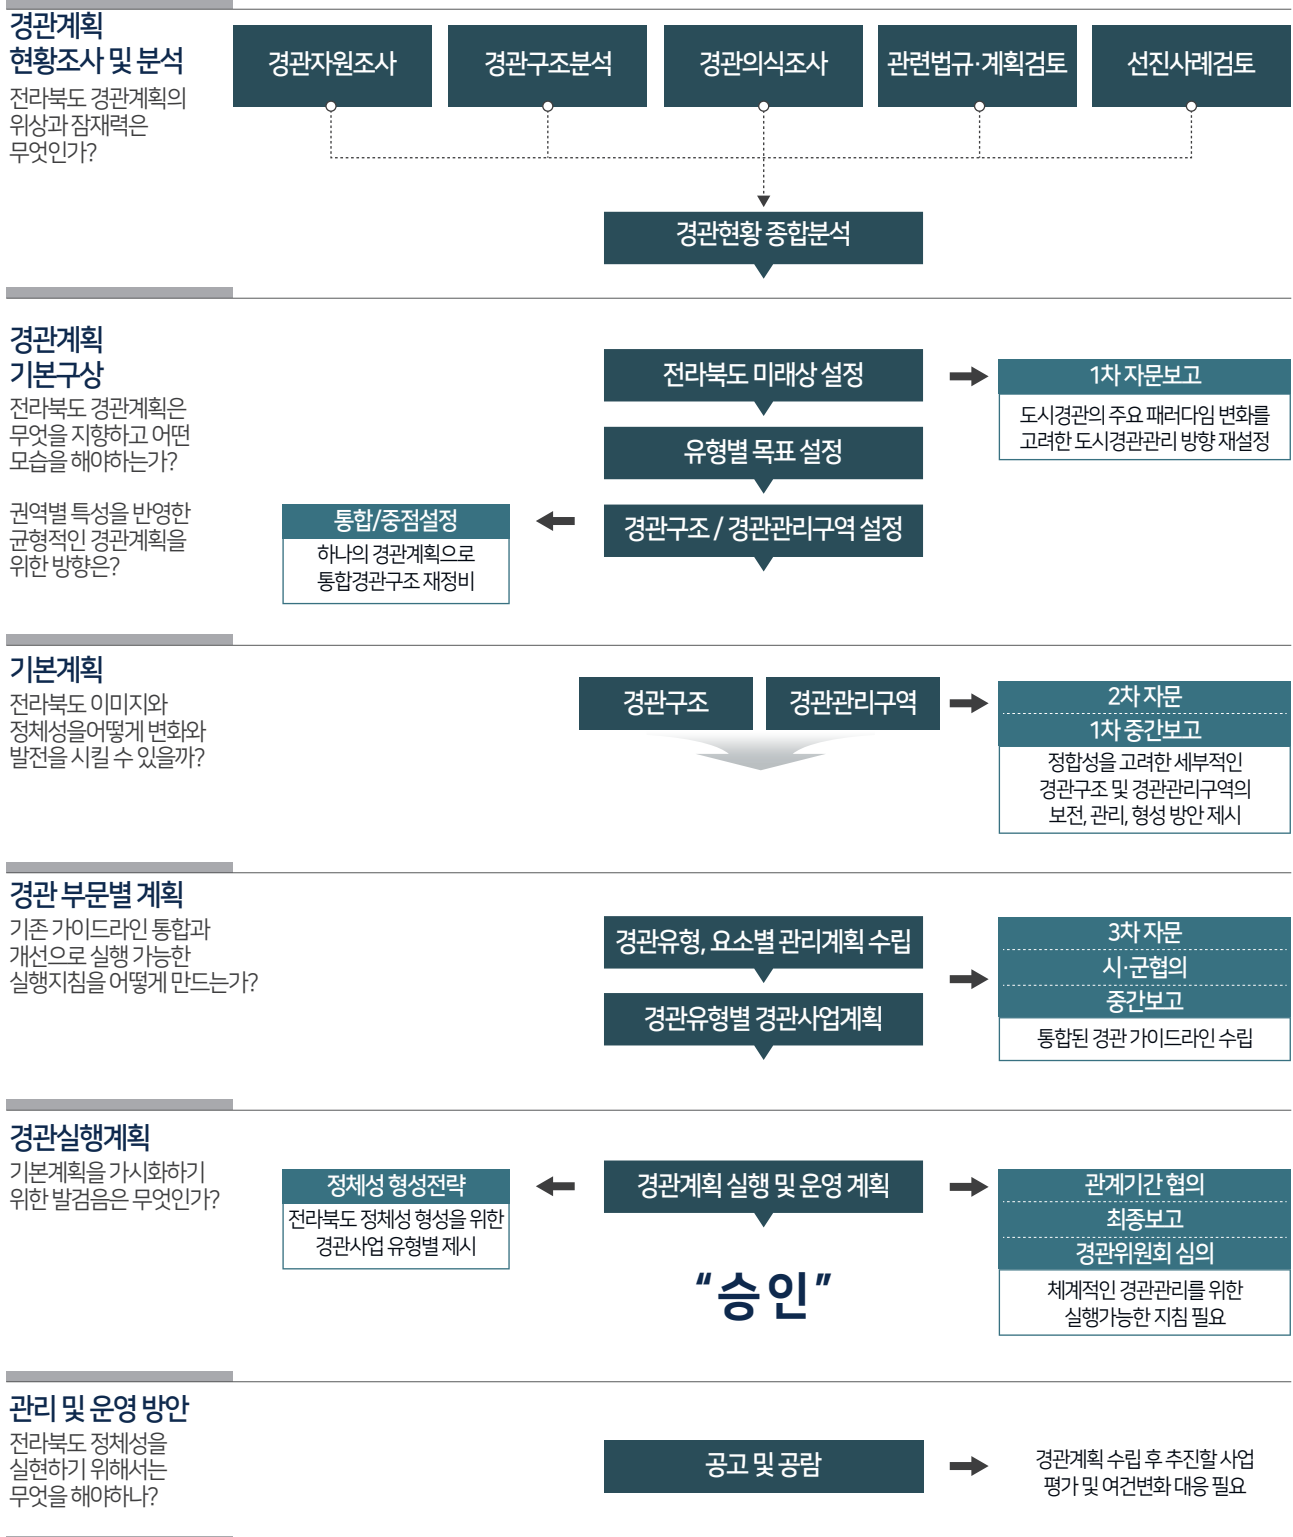 경관계획
현황조사 및 분석
전라북도 경관계획의
위상과 잠재력은
무엇인가?
경관자원조사
경관구조분석
경관의식조사
관련법규·계획검토
선진사례검토
경관현황 종합분석
경관계획
기본구상
전라북도 경관계획은
무엇을 지향하고 어떤
모습을 해야하는가?
권역별 특성을 반영한
균형적인 경관계획을
위한 방향은?
전라북도 미래상 설정
1차 자문보고
도시경관의 주요 패러다임 변화를
고려한 도시경관관리 방향 재설정
유형별 목표 설정
경관구조 / 경관관리구역 설정
통합/중점설정
하나의 경관계획으로
통합경관구조 재정비
기본계획
전라북도 이미지와
정체성을어떻게 변화와
발전을 시킬 수 있을까?
경관구조
경관관리구역
2차 자문
1차 중간보고
정합성을 고려한 세부적인
경관구조 및 경관관리구역의
보전, 관리, 형성 방안 제시
경관 부문별 계획
기존 가이드라인 통합과
개선으로 실행 가능한
실행지침을 어떻게 만드는가?
경관유형, 요소별 관리계획 수립
경관유형별 경관사업계획
3차 자문
시·군협의
중간보고
통합된 경관 가이드라인 수립
경관실행계획
기본계획을 가시화하기
위한 발걸음은 무엇인가?
정체성 형성전략
전라북도 정체성 형성을 위한
경관사업 유형별 제시
경관계획 실행 및 운영 계획
"승인"
관계기간 협의
최종보고
경관위원회 심의
체계적인 경관관리를 위한
실행가능한 지침 필요
관리 및 운영 방안
전라북도 정체성을
실현하기 위해서는
무엇을 해야하나?
공고 및 공람
경관계획 수립 후 추진할 사업
평가 및 여건변화 대응 필요